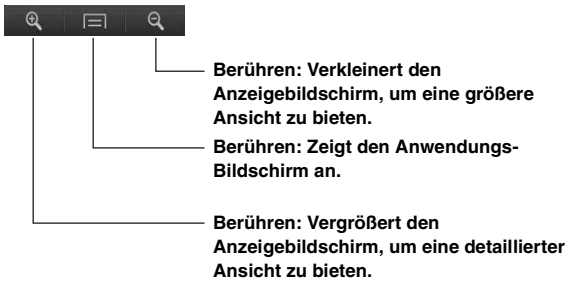 Berühren: Verkleinert den
Anzeigebildschirm, um eine größere
Ansicht zu bieten.
Berühren: Zeigt den Anwendungs-
Bildschirm an.
Berühren: Vergrößert den
Anzeigebildschirm, um eine detaillierter
Ansicht zu bieten.